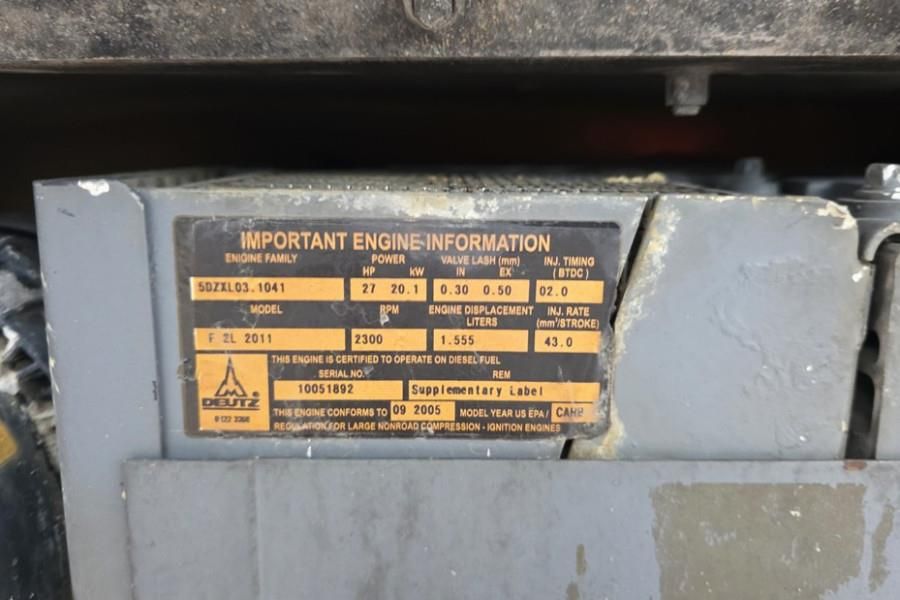 IMPORTANT ENGINE INFORMATION
ENIGINE FAMILY POWER VALVE LASH (mm) INJ. TIMING
HP kW IN EX (BTDC)
5DZXL03.1041 27 20.1 0.30 0.50 02.0
MODEL RPM ENGINE DISPLACEMENT INJ. RATE
LITERS (mm³/STROKE)
F 2L 2011 2300 1.555 43.0
THIS ENGINE IS CERTIFIED TO OPERATE ON DIESEL FUEL
SERIAL NO. REM
10051892 Supplementary Label
DEUTZ
THIS ENGINE CONFORMS TO 09 2005 MODEL YEAR US EPA / CARB
REGULATION FOR LARGE NONROAD COMPRESSION - IGNITION ENGINES